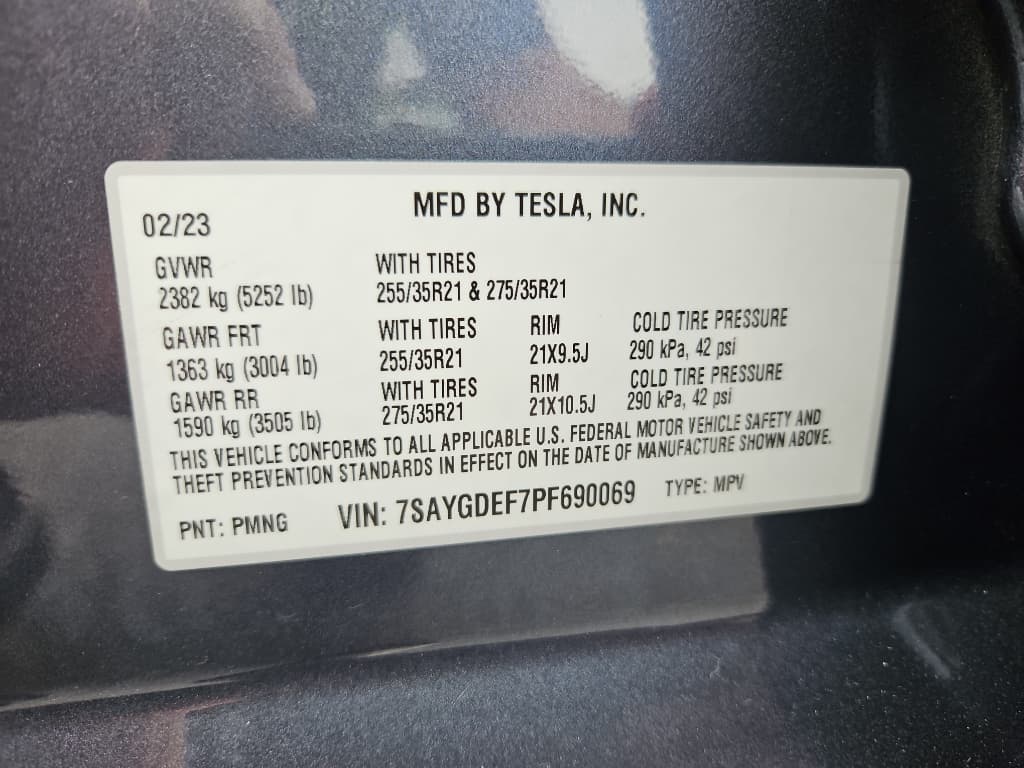 MFD BY TESLA, INC.
02/23
GVWR WITH TIRES
2382 kg (5252 lb) 255/35R21 & 275/35R21
GAWR FRT WITH TIRES RIM COLD TIRE PRESSURE
1363 kg (3004 lb) 255/35R21 21X9.5J 290 kPa, 42 psi
GAWR RR WITH TIRES RIM COLD TIRE PRESSURE
1590 kg (3505 lb) 275/35R21 21X10.5J 290 kPa, 42 psi
THIS VEHICLE CONFORMS TO ALL APPLICABLE U.S. FEDERAL MOTOR VEHICLE SAFETY AND
THEFT PREVENTION STANDARDS IN EFFECT ON THE DATE OF MANUFACTURE SHOWN ABOVE.
PNT: PMNG VIN: 7SAYGDEF7PF690069 TYPE: MPV